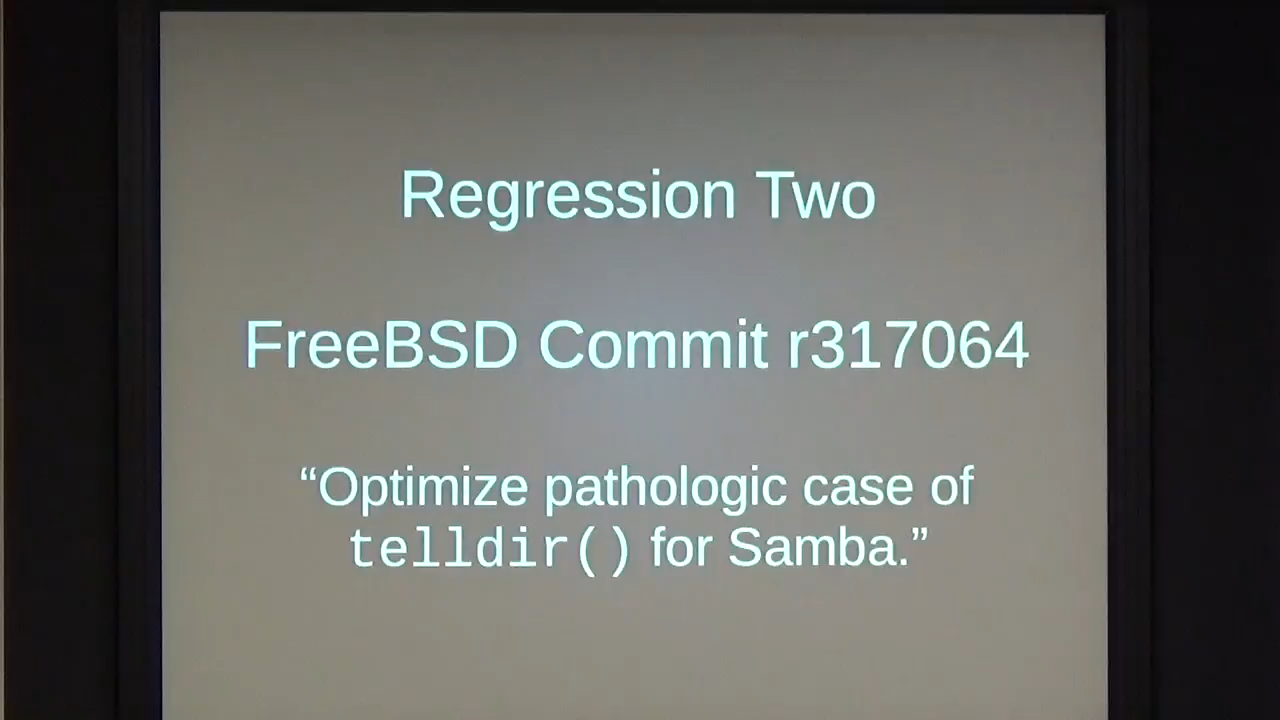 Regression Two
FreeBSD Commit r317064
“Optimize pathologic case of
telldir() for Samba.”